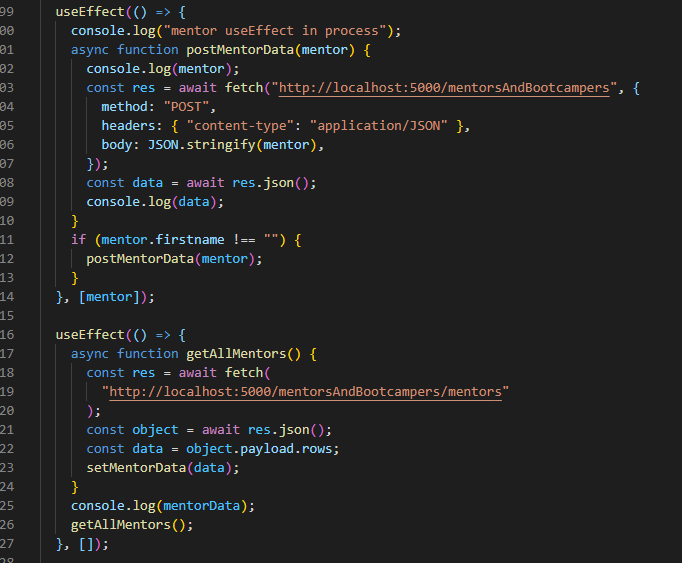 99 useEffect(() => {
00 console.log("mentor useEffect in process");
01 async function postMentorData(mentor) {
02 console.log(mentor);
03 const res = await fetch("http://localhost:5000/mentorsAndBootcampers", {
04 method: "POST",
05 headers: { "content-type": "application/JSON" },
06 body: JSON.stringify(mentor),
07 });
08 const data = await res.json();
09 console.log(data);
10 }
11 if (mentor.firstname !== "") {
12 postMentorData(mentor);
13 }
14 }, [mentor]);
15
16 useEffect(() => {
17 async function getAllMentors() {
18 const res = await fetch(
19 "http://localhost:5000/mentorsAndBootcampers/mentors"
20 );
21 const object = await res.json();
22 const data = object.payload.rows;
23 setMentorData(data);
24 }
25 console.log(mentorData);
26 getAllMentors();
27 }, []);
28